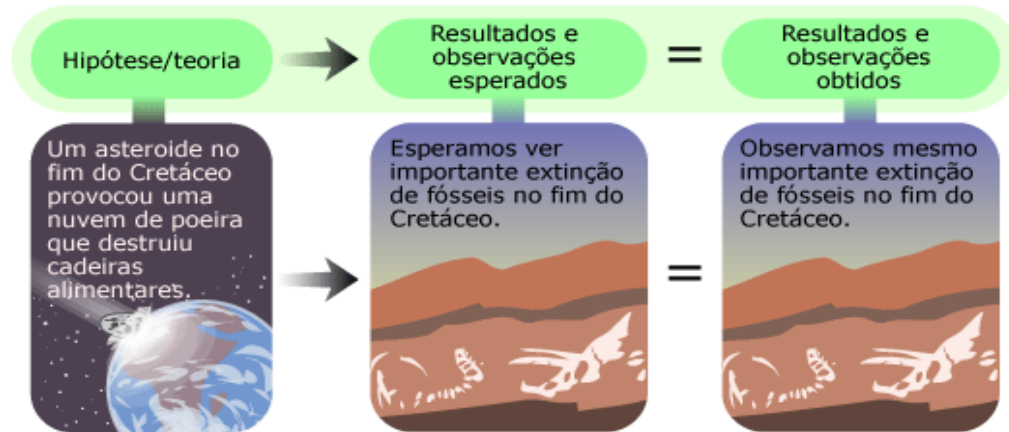 Hipótese/teoria
Resultados e
observações
esperados
=
Resultados e
observações
obtidos
Um asteroide no
fim do Cretáceo
provocou uma
nuvem de poeira
que destruiu
cadeiras
alimentares.
Esperamos ver
importante extinção
de fósseis no fim do
Cretáceo.
=
Observamos mesmo
importante extinção
de fósseis no fim do
Cretáceo.